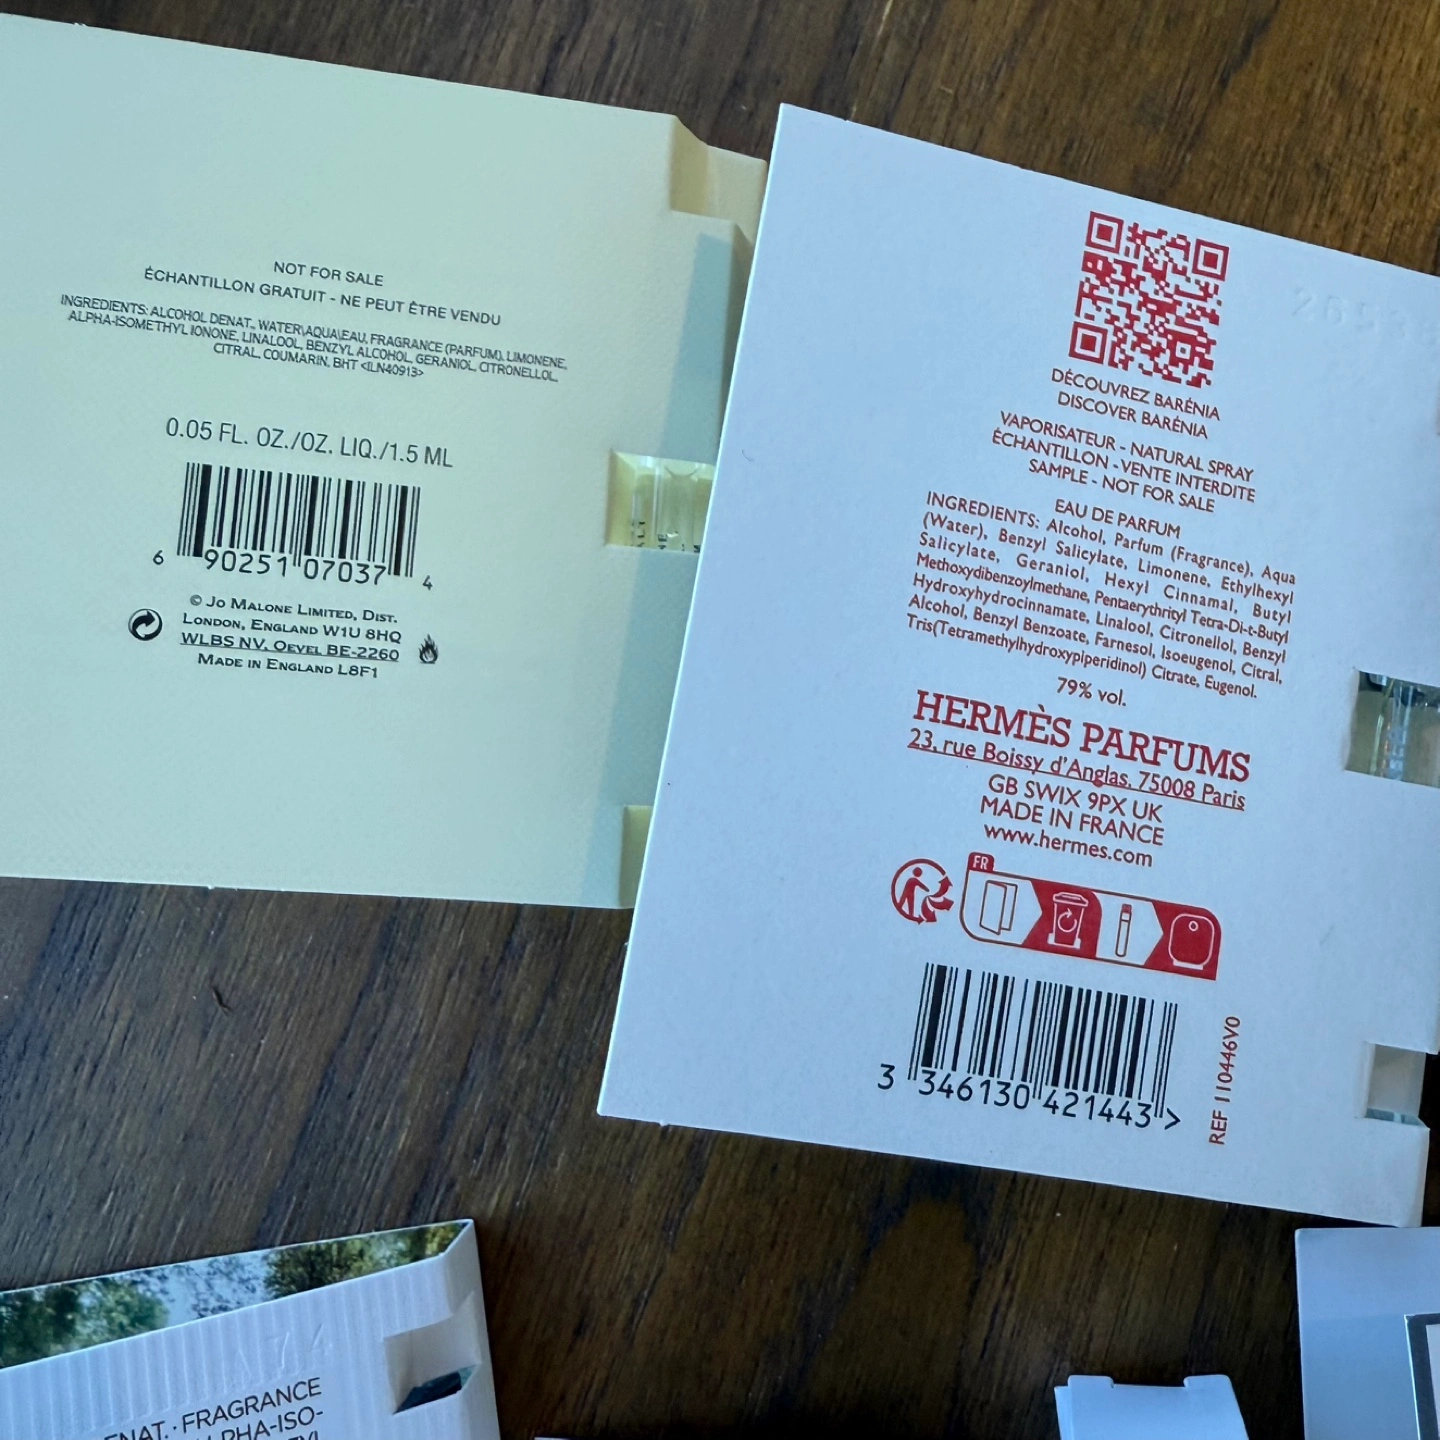 NOT FOR SALE
ÉCHANTILLON GRATUIT - NE PEUT ÊTRE VENDU
INGREDIENTS: ALCOHOL DENAT., WATER\AQUA\EAU, FRAGRANCE (PARFUM), LIMONENE,
ALPHA-ISOMETHYL IONONE, LINALOOL, BENZYL ALCOHOL, GERANIOL, CITRONELLOL,
CITRAL, COUMARIN, BHT <ILN40913>
0.05 FL. OZ./OZ. LIQ./1.5 ML
6 90251 07037 4
© JO MALONE LIMITED, DIST.
LONDON, ENGLAND W1U 8HQ
WLBS NV, OEVEL BE-2260
MADE IN ENGLAND L8F1
DÉCOUVREZ BARÉNIA
DISCOVER BARÉNIA
VAPORISATEUR - NATURAL SPRAY
ÉCHANTILLON - VENTE INTERDITE
SAMPLE - NOT FOR SALE
EAU DE PARFUM
INGREDIENTS: Alcohol, Parfum (Fragrance), Aqua
(Water), Benzyl Salicylate, Limonene, Ethylhexyl
Salicylate, Geraniol, Hexyl Cinnamal, Butyl
Methoxydibenzoylmethane, Pentaerythrityl Tetra-Di-t-Butyl
Hydroxyhydrocinnamate, Linalool, Citronellol, Benzyl
Alcohol, Benzyl Benzoate, Farnesol, Isoeugenol, Citral,
Tris(Tetramethylhydroxypiperidinol) Citrate, Eugenol.
79% vol.
HERMÈS PARFUMS
23, rue Boissy d'Anglas, 75008 Paris
GB SWIX 9PX UK
MADE IN FRANCE
www.hermes.com
FR
3 346130 421443 >
REF 110446V0
ENAT. · FRAGRANCE
PHA-ISO-